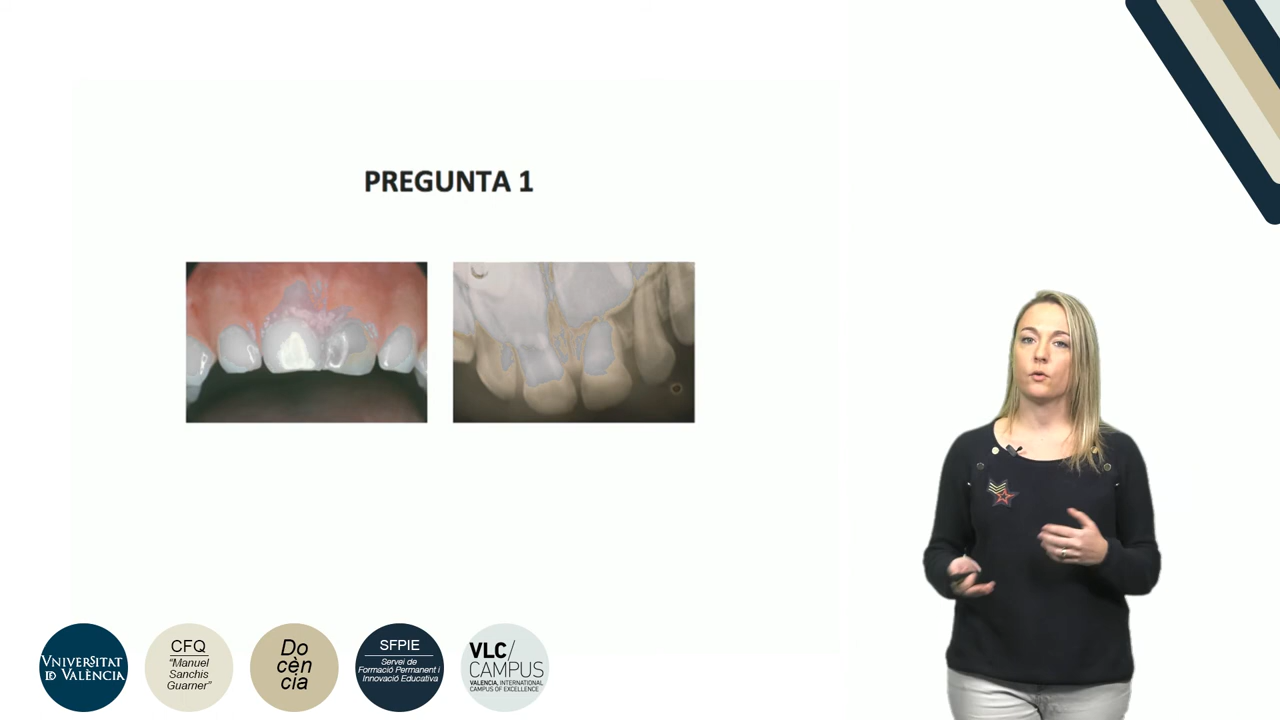 PREGUNTA 1
VNIVERSITAT
ID VALÈNCIA
CFQ
"Manuel
Sanchis
Guarner"
Do
cèn
cia
SFPIE
Servei de
Formació Permanent i
Innovació Educativa
VLC/
CAMPUS
VALENCIA, INTERNATIONAL
CAMPUS OF EXCELLENCE